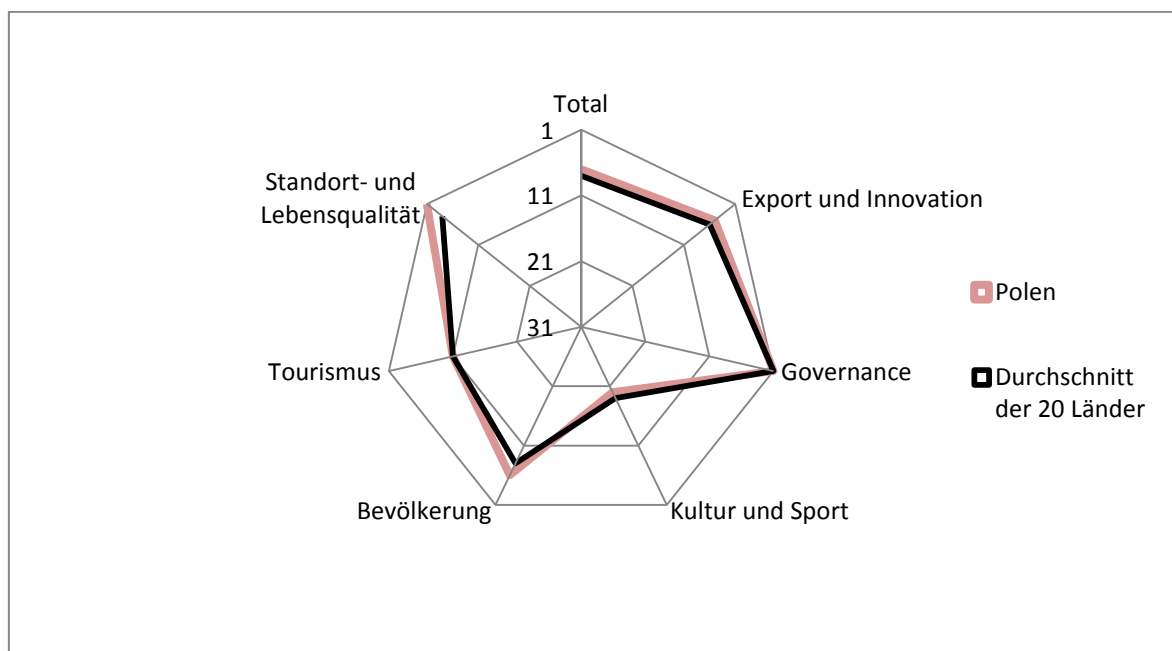 Total
1
11
21
31
Export und Innovation
Governance
Kultur und Sport
Bevölkerung
Tourismus
Standort- und
Lebensqualität
Polen
Durchschnitt
der 20 Länder